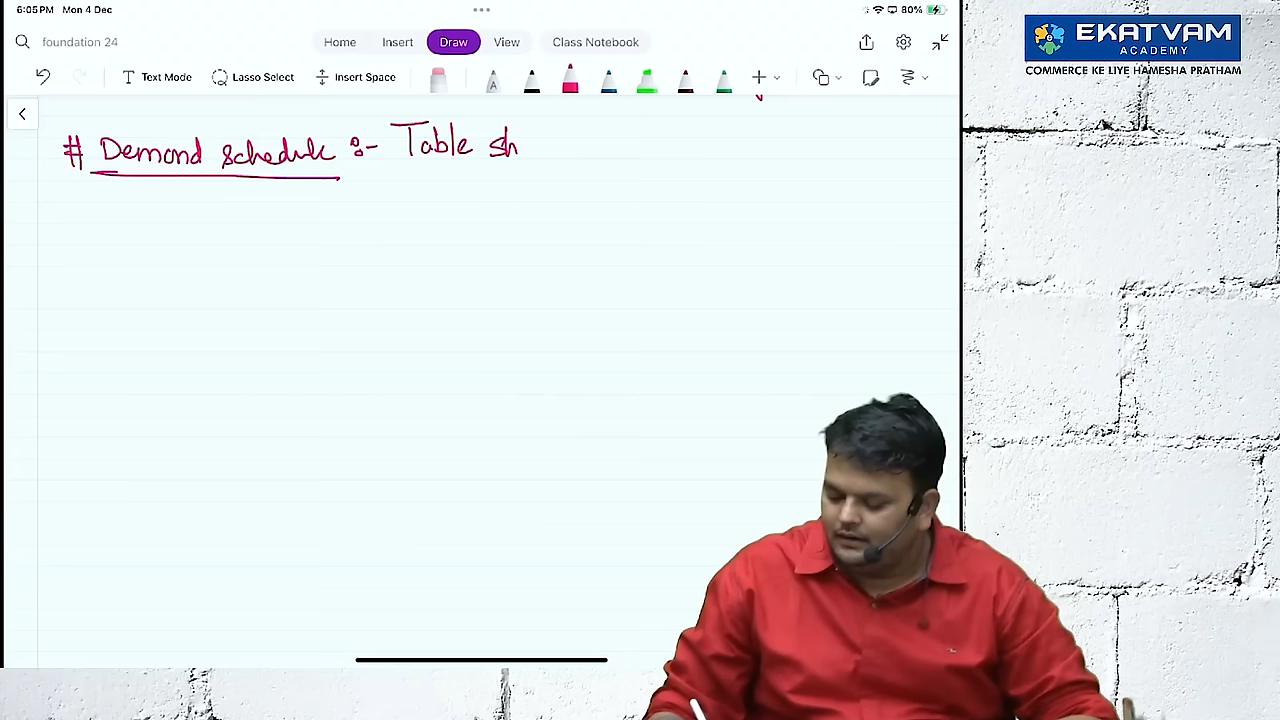 6:05 PM Mon 4 Dec
80%
foundation 24
Home Insert Draw View Class Notebook
Text Mode Lasso Select Insert Space
# Demand schedule :- Table sh
EKATVAM
ACADEMY
COMMERCE KE LIYE HAMESHA PRATHAM